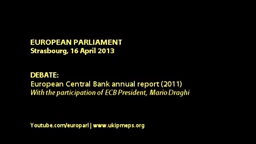 EUROPEAN PARLIAMENT
Strasbourg, 16 April 2013
DEBATE:
European Central Bank annual report (2011)
With the participation of ECB President, Mario Draghi
Youtube.com/europarl | www.ukipmeps.org